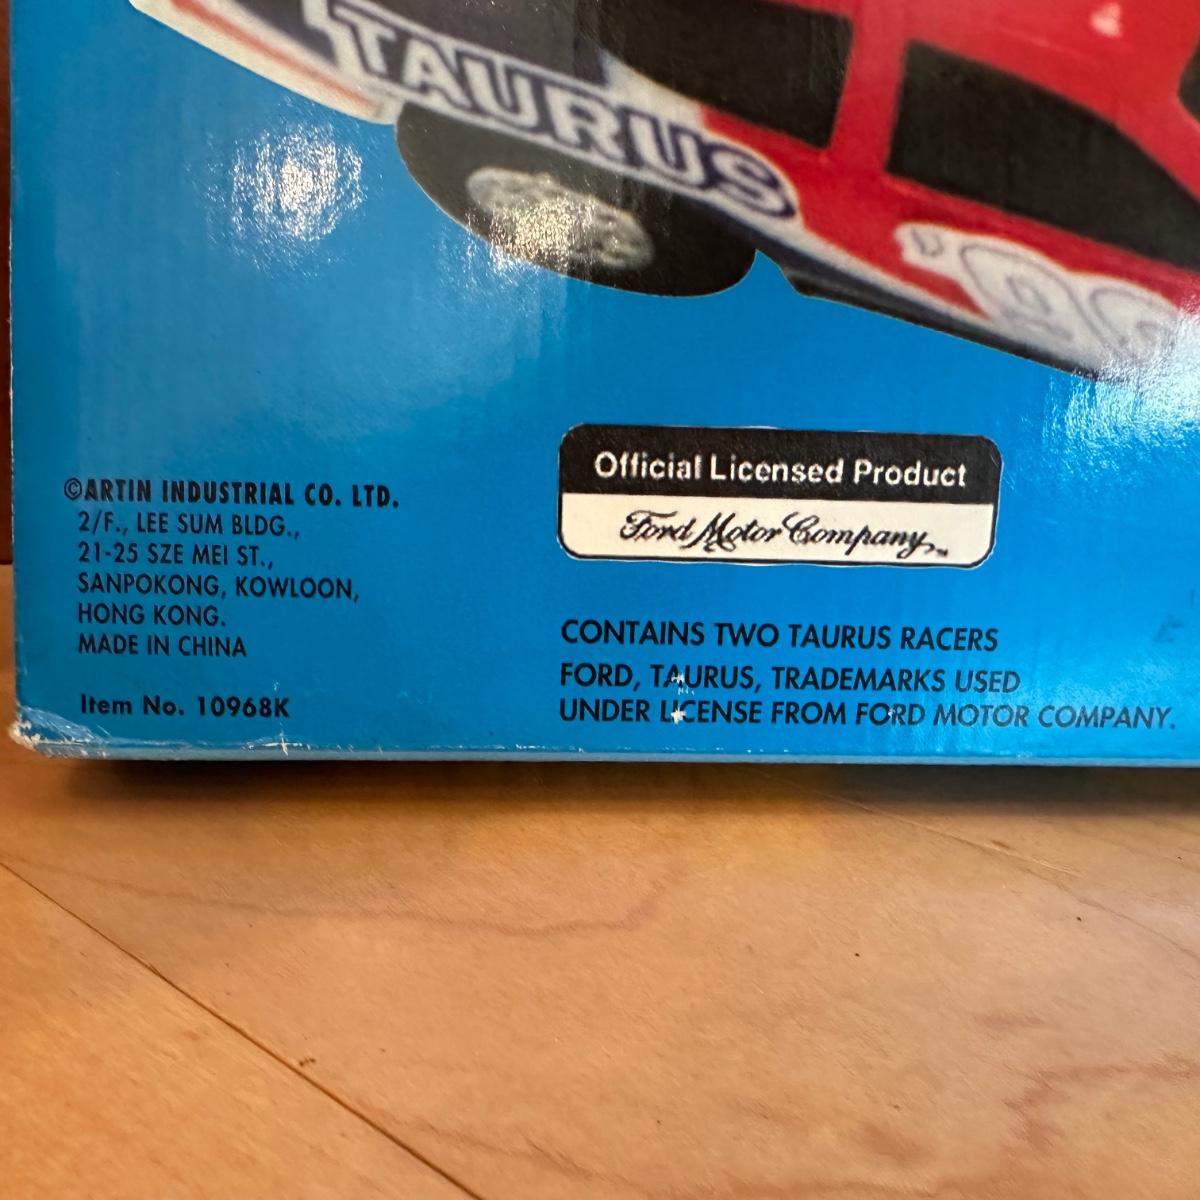 TAURUS
©ARTIN INDUSTRIAL CO. LTD.
2/F., LEE SUM BLDG.,
21-25 SZE MEI ST.,
SANPOKONG, KOWLOON,
HONG KONG.
MADE IN CHINA
Item No. 10968K
Official Licensed Product
Ford Motor Company™
CONTAINS TWO TAURUS RACERS
FORD, TAURUS, TRADEMARKS USED
UNDER LICENSE FROM FORD MOTOR COMPANY.